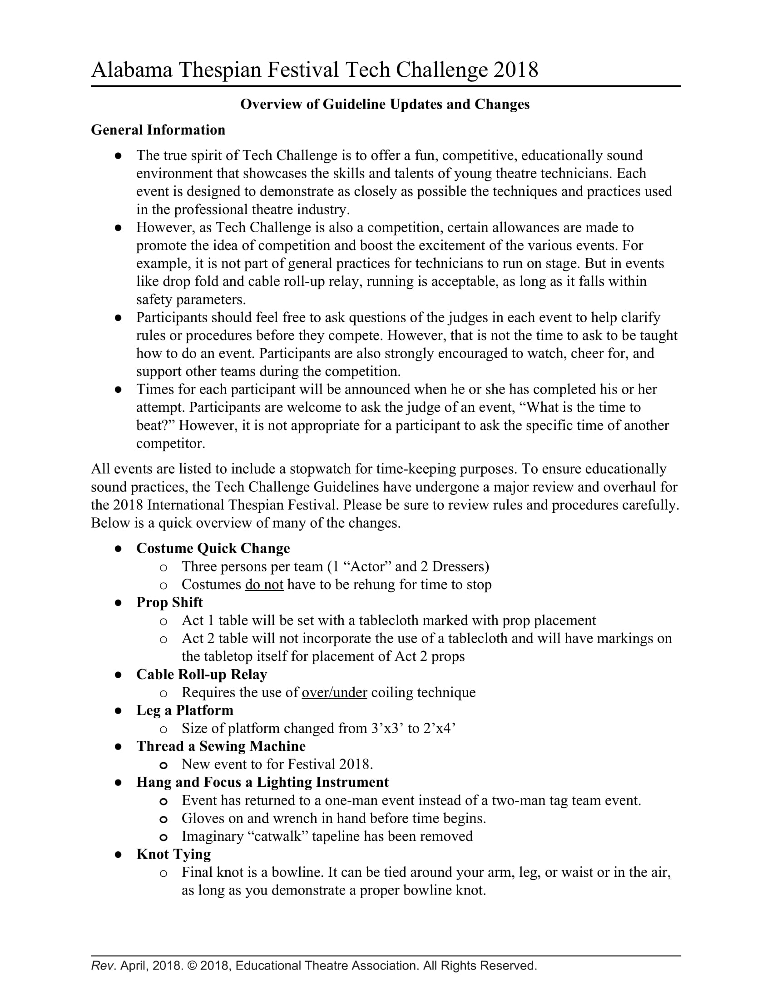 Alabama Thespian Festival Tech Challenge 2018
Overview of Guideline Updates and Changes
General Information
● The true spirit of Tech Challenge is to offer a fun, competitive, educationally sound
environment that showcases the skills and talents of young theatre technicians. Each
event is designed to demonstrate as closely as possible the techniques and practices used
in the professional theatre industry.
● However, as Tech Challenge is also a competition, certain allowances are made to
promote the idea of competition and boost the excitement of the various events. For
example, it is not part of general practices for technicians to run on stage. But in events
like drop fold and cable roll-up relay, running is acceptable, as long as it falls within
safety parameters.
● Participants should feel free to ask questions of the judges in each event to help clarify
rules or procedures before they compete. However, that is not the time to ask to be taught
how to do an event. Participants are also strongly encouraged to watch, cheer for, and
support other teams during the competition.
● Times for each participant will be announced when he or she has completed his or her
attempt. Participants are welcome to ask the judge of an event, “What is the time to
beat?” However, it is not appropriate for a participant to ask the specific time of another
competitor.
All events are listed to include a stopwatch for time-keeping purposes. To ensure educationally
sound practices, the Tech Challenge Guidelines have undergone a major review and overhaul for
the 2018 International Thespian Festival. Please be sure to review rules and procedures carefully.
Below is a quick overview of many of the changes.
● Costume Quick Change
o Three persons per team (1 “Actor” and 2 Dressers)
o Costumes do not have to be rehung for time to stop
● Prop Shift
o Act 1 table will be set with a tablecloth marked with prop placement
o Act 2 table will not incorporate the use of a tablecloth and will have markings on
the tabletop itself for placement of Act 2 props
● Cable Roll-up Relay
o Requires the use of over/under coiling technique
● Leg a Platform
o Size of platform changed from 3’x3’ to 2’x4’
● Thread a Sewing Machine
o New event to for Festival 2018.
● Hang and Focus a Lighting Instrument
o Event has returned to a one-man event instead of a two-man tag team event.
o Gloves on and wrench in hand before time begins.
o Imaginary “catwalk” tapeline has been removed
● Knot Tying
o Final knot is a bowline. It can be tied around your arm, leg, or waist or in the air,
as long as you demonstrate a proper bowline knot.
Rev. April, 2018. © 2018, Educational Theatre Association. All Rights Reserved.